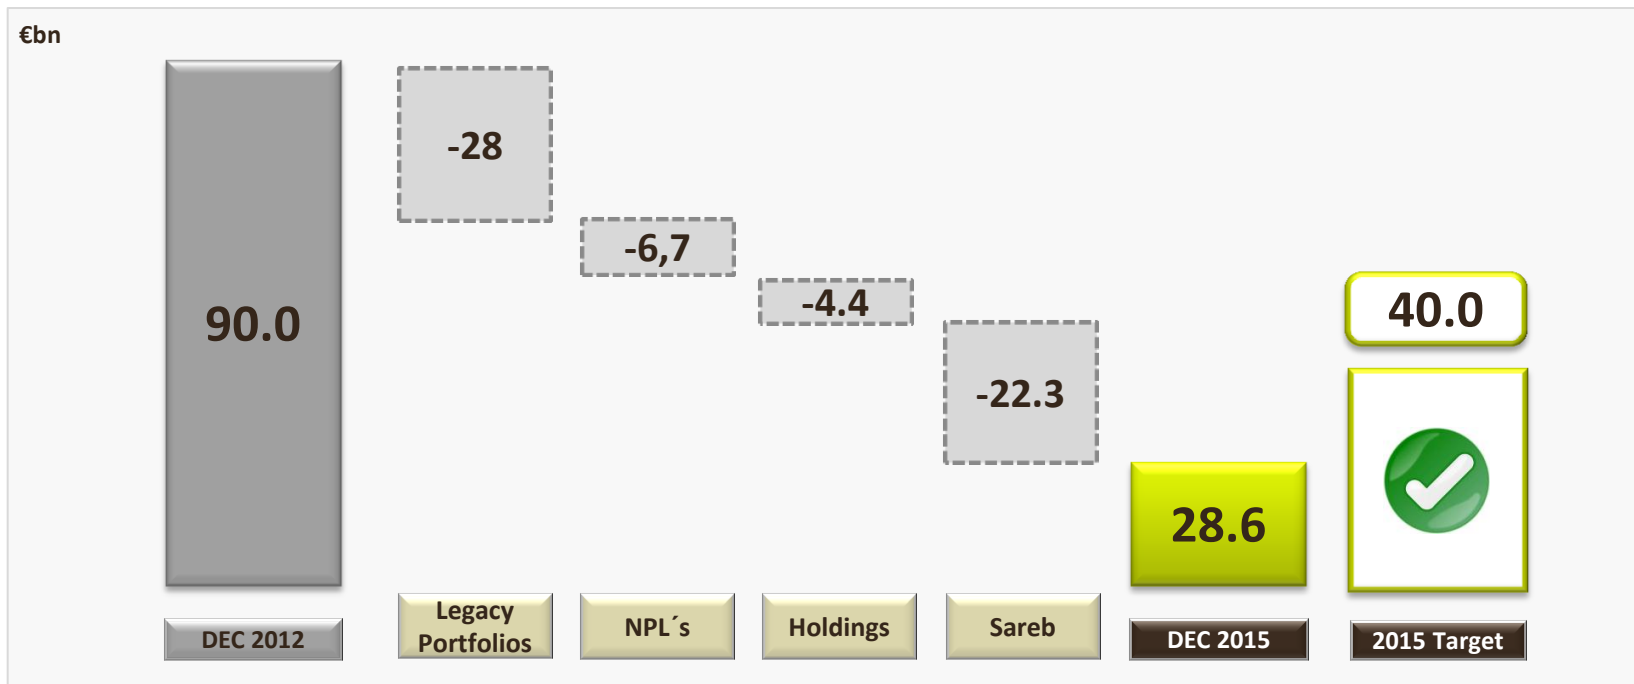 €bn
90.0
-28
-6,7
-4.4
-22.3
28.6
40.0
DEC 2012
Legacy
Portfolios
NPL´s
Holdings
Sareb
DEC 2015
2015 Target